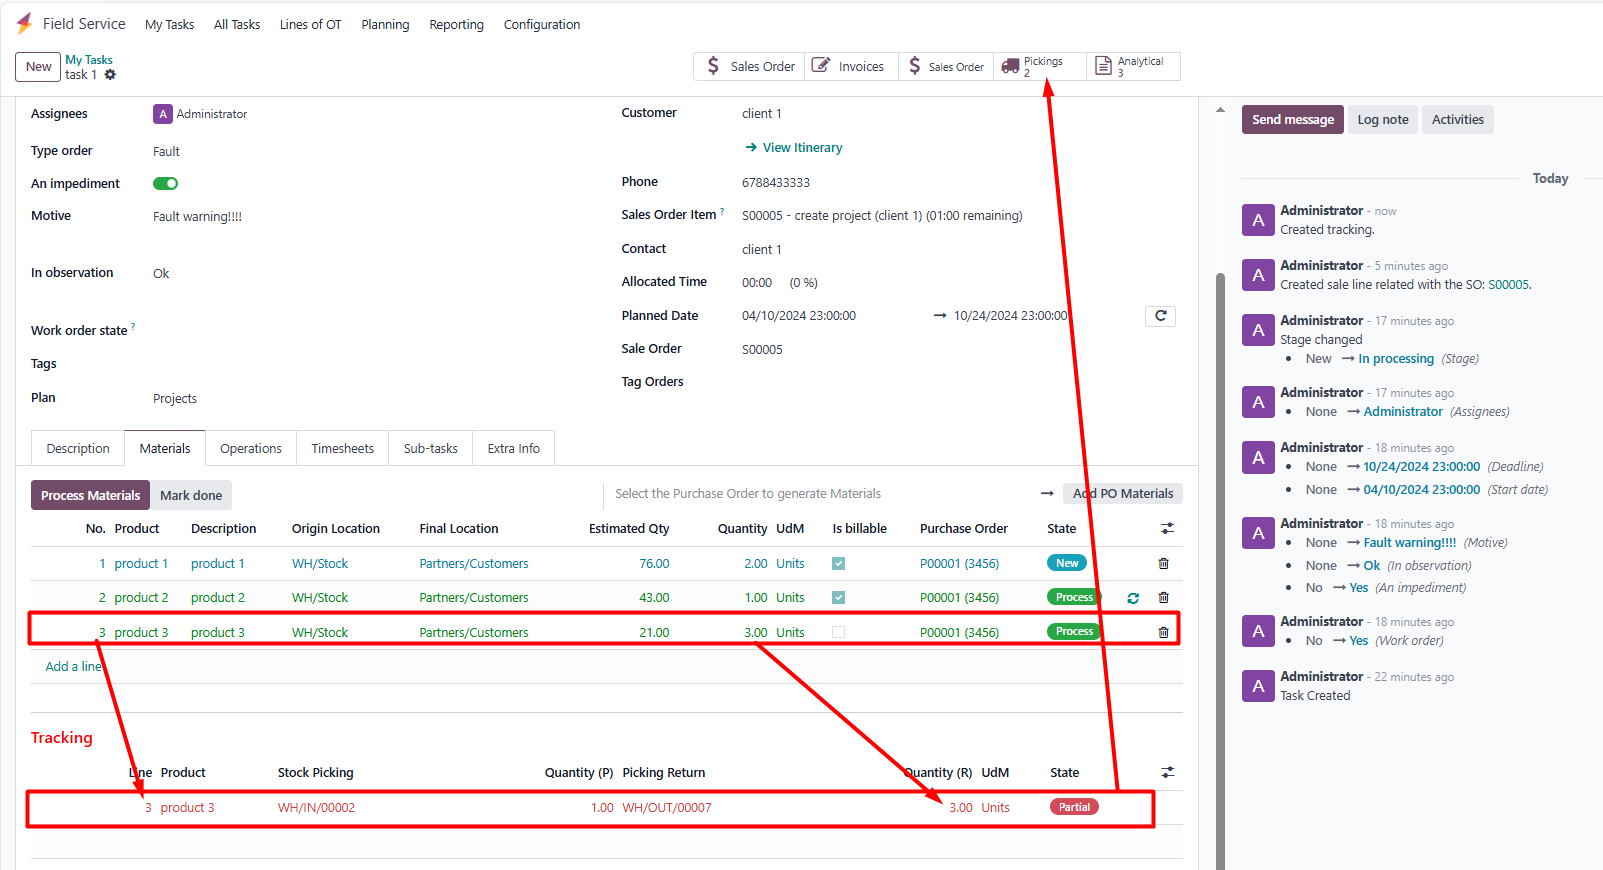 Field Service My Tasks All Tasks Lines of OT Planning Reporting Configuration
New My Tasks
task 1
$ Sales Order Invoices $ Sales Order Pickings 2 Analytical 3
Assignees A Administrator
Type order Fault
An impediment
Motive Fault warning!!!!
In observation Ok
Work order state ?
Tags
Plan Projects
Customer client 1
→ View Itinerary
Phone 6788433333
Sales Order Item ? S00005 - create project (client 1) (01:00 remaining)
Contact client 1
Allocated Time 00:00 (0 %)
Planned Date 04/10/2024 23:00:00 → 10/24/2024 23:00:00
Sale Order S00005
Tag Orders
Description Materials Operations Timesheets Sub-tasks Extra Info
Process Materials Mark done Select the Purchase Order to generate Materials → Add PO Materials
No. Product Description Origin Location Final Location Estimated Qty Quantity UdM Is billable Purchase Order State
1 product 1 product 1 WH/Stock Partners/Customers 76.00 2.00 Units P00001 (3456) New
2 product 2 product 2 WH/Stock Partners/Customers 43.00 1.00 Units P00001 (3456) Process
3 product 3 product 3 WH/Stock Partners/Customers 21.00 3.00 Units P00001 (3456) Process
Add a line
Tracking
Line Product Stock Picking Quantity (P) Picking Return Quantity (R) UdM State
3 product 3 WH/IN/00002 1.00 WH/OUT/00007 3.00 Units Partial
Send message Log note Activities
Today
A Administrator - now
Created tracking.
A Administrator - 5 minutes ago
Created sale line related with the SO: S00005.
A Administrator - 17 minutes ago
Stage changed
• New → In processing (Stage)
A Administrator - 17 minutes ago
• None → Administrator (Assignees)
A Administrator - 18 minutes ago
• None → 10/24/2024 23:00:00 (Deadline)
• None → 04/10/2024 23:00:00 (Start date)
A Administrator - 18 minutes ago
• None → Fault warning!!!! (Motive)
• None → Ok (In observation)
• No → Yes (An impediment)
A Administrator - 18 minutes ago
• No → Yes (Work order)
A Administrator - 22 minutes ago
Task Created